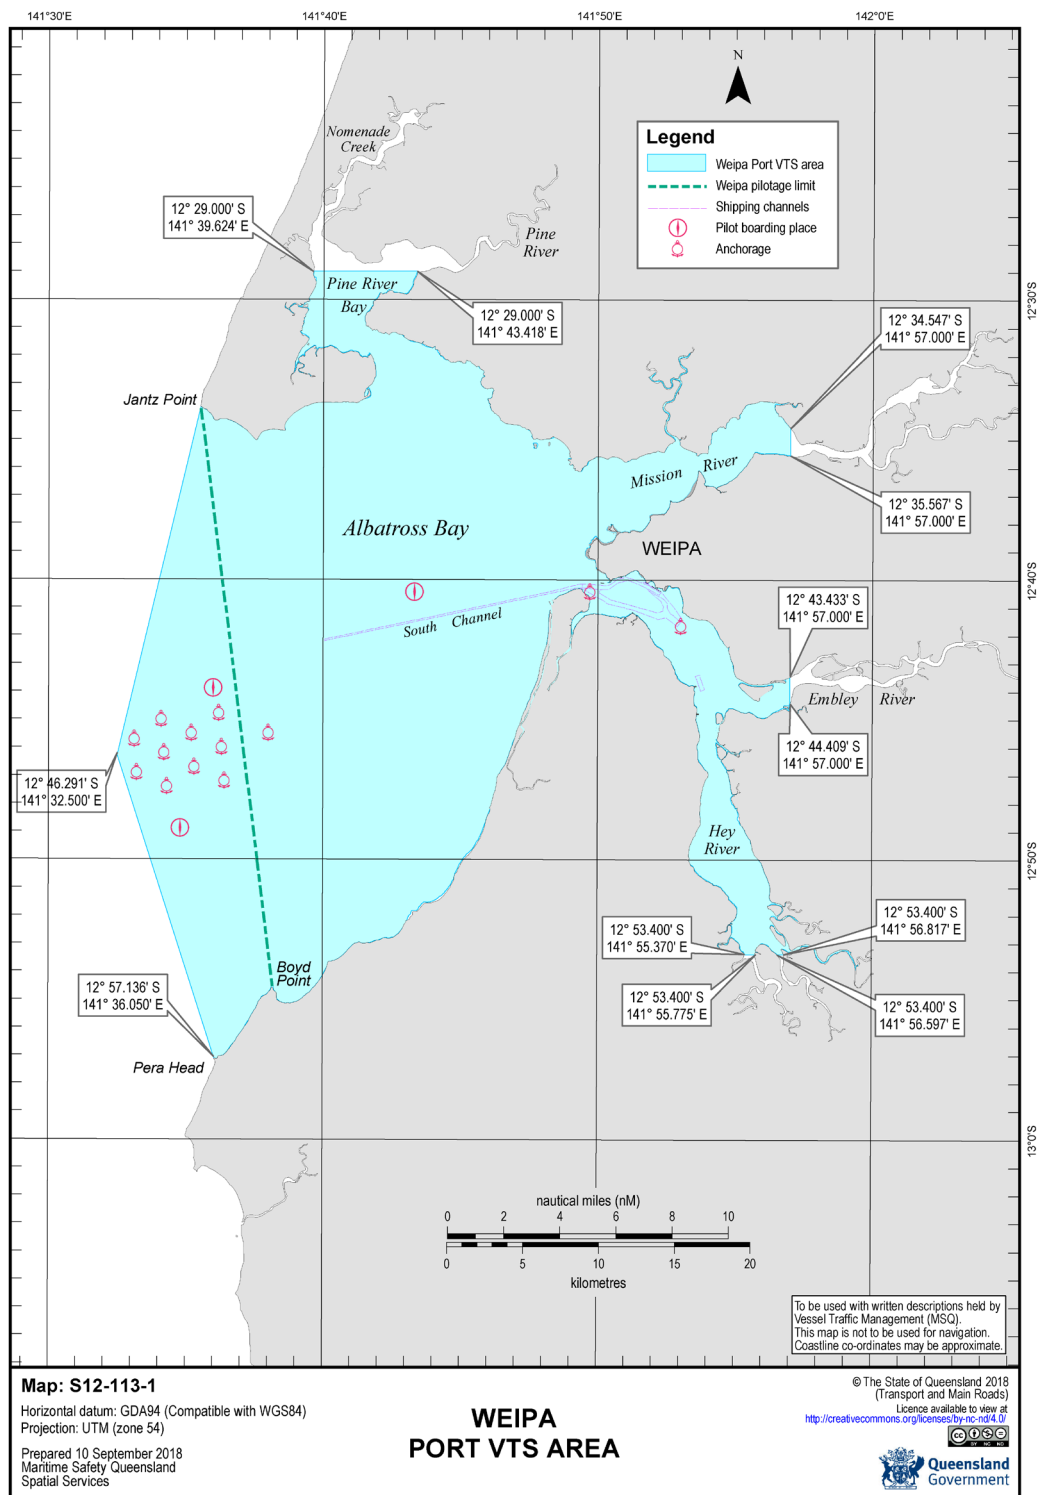 141°30'E
141°40'E
141°50'E
142°0'E
N
Nomenade
Creek
Legend
Weipa Port VTS area
Weipa pilotage limit
Shipping channels
Pilot boarding place
Anchorage
12° 29.000' S
141° 39.624' E
Pine
River
Pine River
Bay
12°30'S
12° 29.000' S
141° 43.418' E
12° 34.547' S
141° 57.000' E
Jantz Point
Mission River
12° 35.567' S
141° 57.000' E
Albatross Bay
WEIPA
12°40'S
12° 43.433' S
141° 57.000' E
South Channel
Embley River
12° 44.409' S
141° 57.000' E
12° 46.291' S
141° 32.500' E
Hey
River
12°50'S
12° 53.400' S
141° 55.370' E
12° 53.400' S
141° 56.817' E
Boyd
Point
12° 57.136' S
141° 36.050' E
12° 53.400' S
141° 55.775' E
12° 53.400' S
141° 56.597' E
Pera Head
13°0'S
nautical miles (nM)
0 2 4 6 8 10
0 5 10 15 20
kilometres
To be used with written descriptions held by
Vessel Traffic Management (MSQ).
This map is not to be used for navigation.
Coastline co-ordinates may be approximate.
Map: S12-113-1
Horizontal datum: GDA94 (Compatible with WGS84)
Projection: UTM (zone 54)
Prepared 10 September 2018
Maritime Safety Queensland
Spatial Services
WEIPA
PORT VTS AREA
© The State of Queensland 2018
(Transport and Main Roads)
Licence available to view at
http://creativecommons.org/licenses/by-nc-nd/4.0/
cc
BY NC ND
Queensland
Government